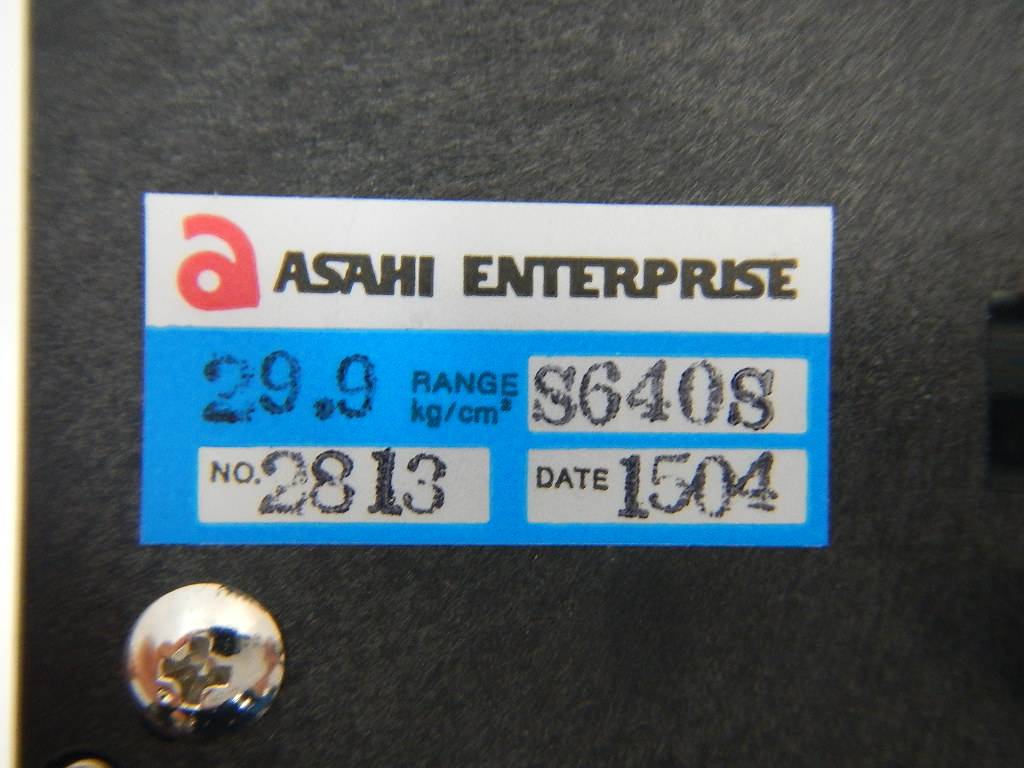 a ASAHI ENTERPRISE
29.9 RANGE kg/cm² S640S
NO. 2813 DATE 1504